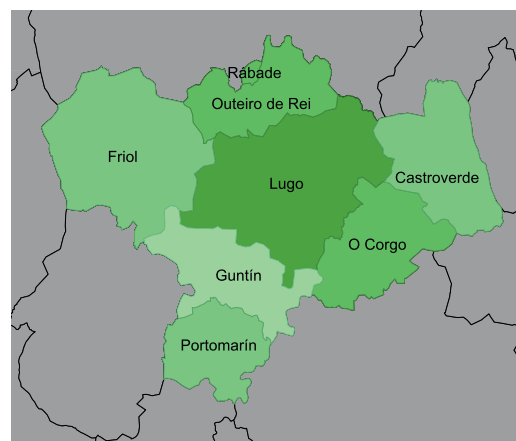 Rábade
Outeiro de Rei
Friol
Castroverde
Lugo
O Corgo
Guntín
Portomarín